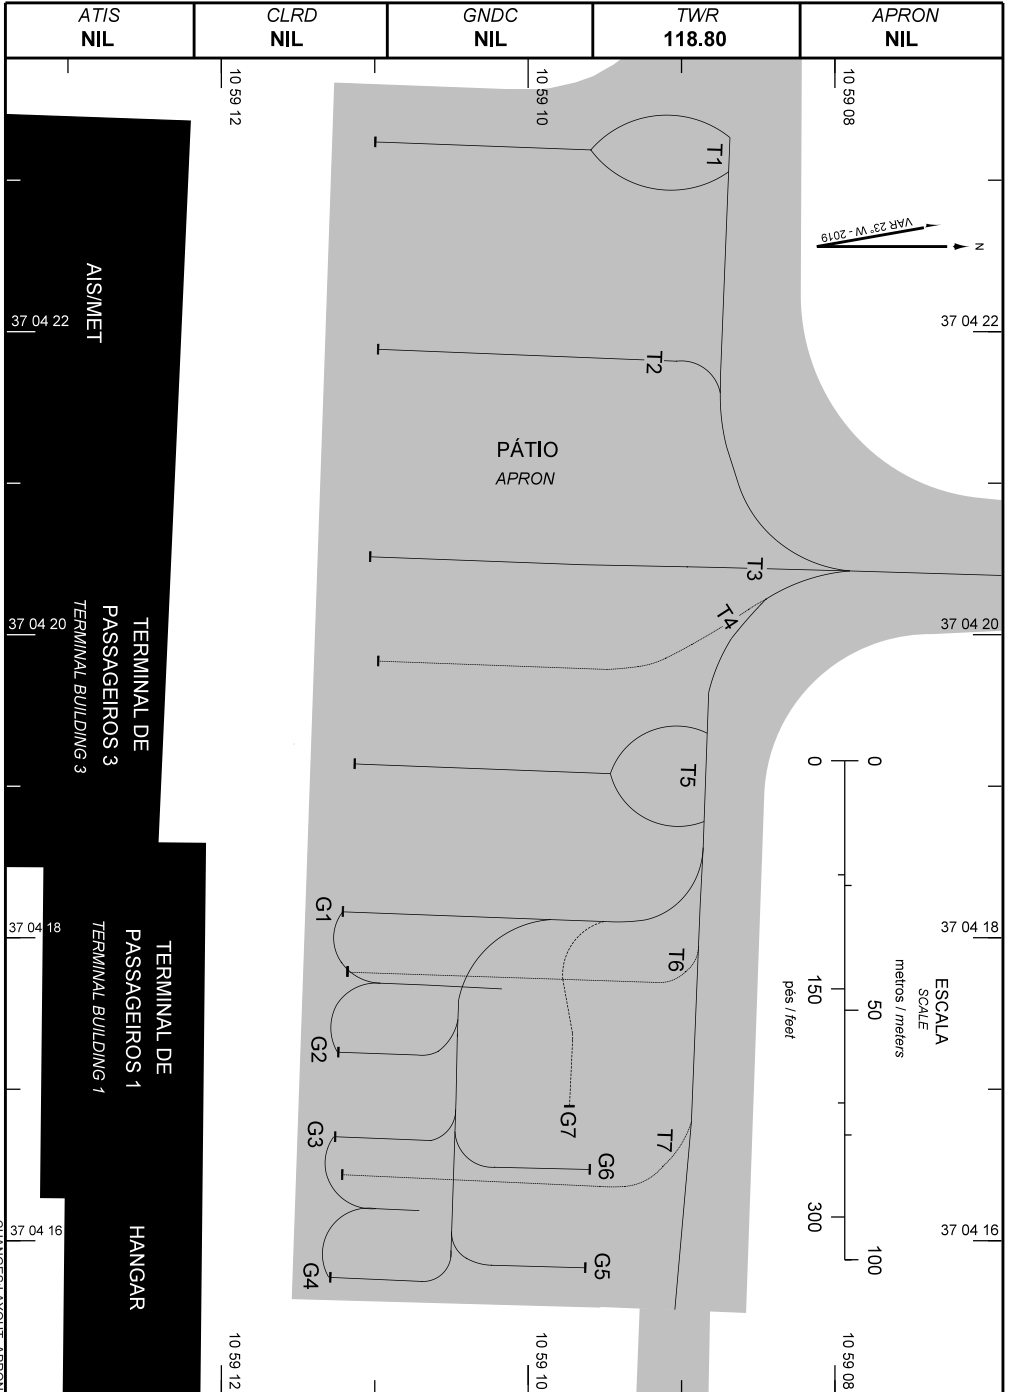 ATIS
NIL
CLRD
NIL
GNDC
NIL
TWR
118.80
APRON
NIL
10 59 12
10 59 10
10 59 08
T1
VAR 23° W - 2019
N
AIS/MET
37 04 22
37 04 22
T2
PÁTIO
APRON
T3
T4
37 04 20
37 04 20
TERMINAL DE
PASSAGEIROS 3
TERMINAL BUILDING 3
T5
0
0
150
50
300
100
ESCALA
SCALE
metros / meters
pés / feet
G1
T6
37 04 18
37 04 18
TERMINAL DE
PASSAGEIROS 1
TERMINAL BUILDING 1
G2
G7
G3
T7
G6
37 04 16
37 04 16
HANGAR
G4
G5
10 59 12
10 59 10
10 59 08